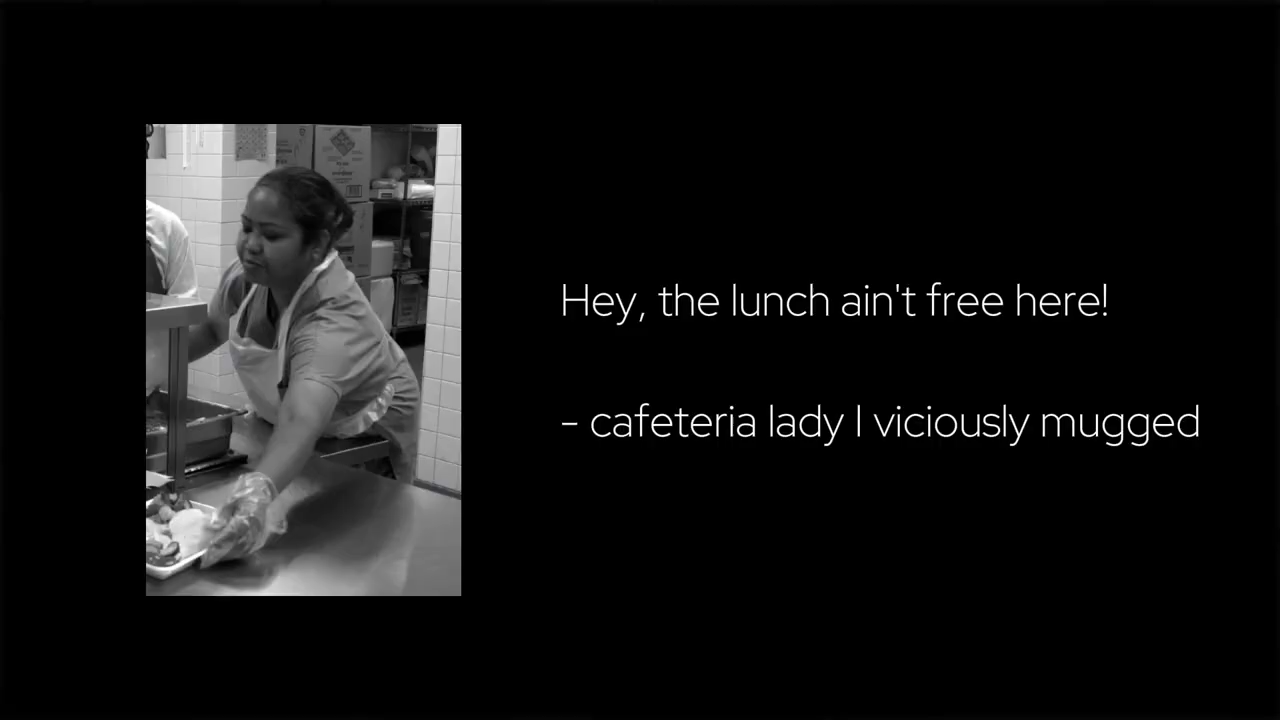 Hey, the lunch ain't free here!
- cafeteria lady I viciously mugged